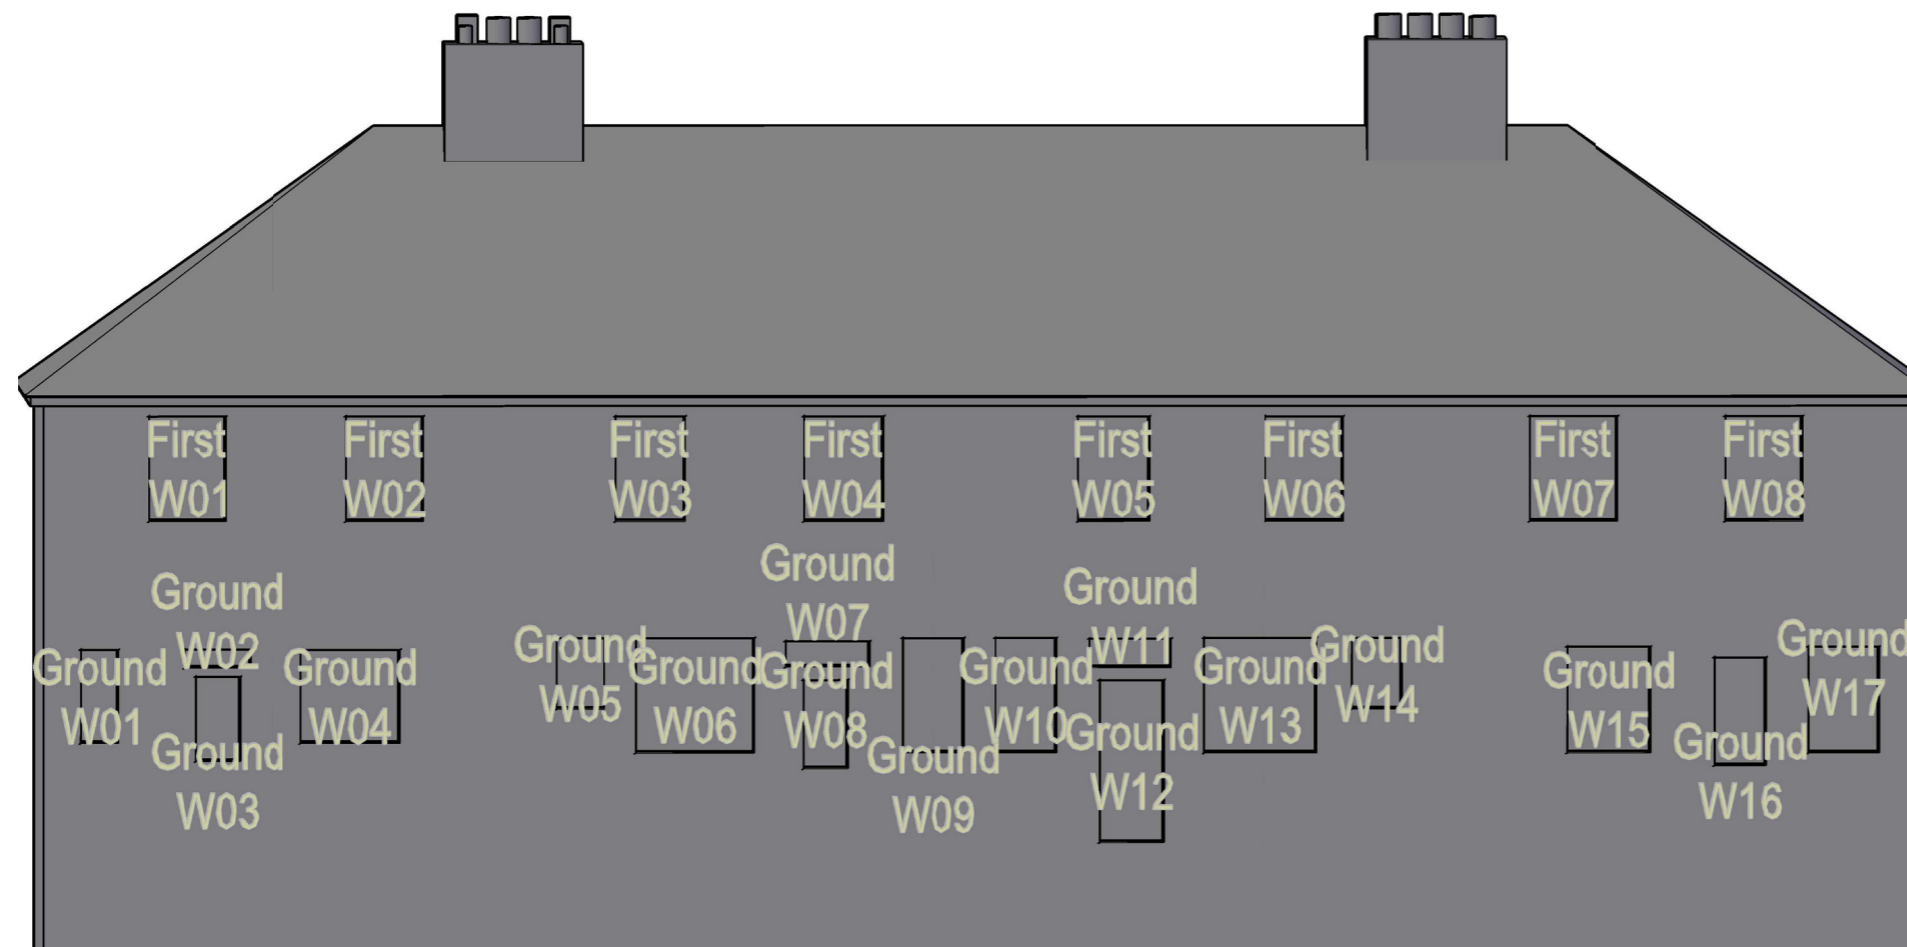 First
W01
First
W02
First
W03
First
W04
First
W05
First
W06
First
W07
First
W08
Ground
W01
Ground
W02
Ground
W03
Ground
W04
Ground
W05
Ground
W06
Ground
W07
Ground
W08
Ground
W09
Ground
W10
Ground
W11
Ground
W12
Ground
W13
Ground
W14
Ground
W15
Ground
W16
Ground
W17